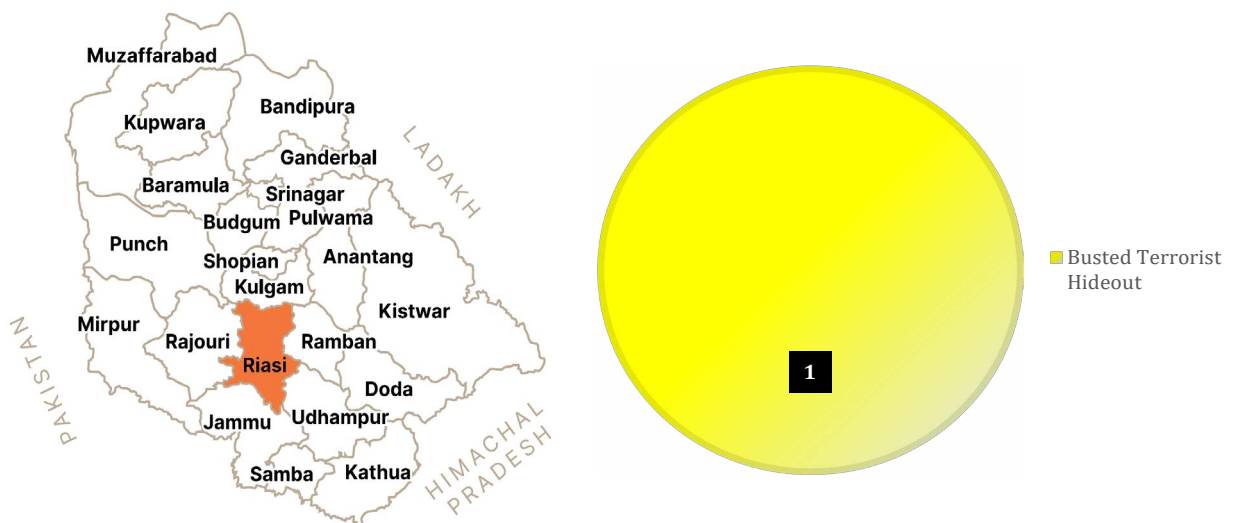 Muzaffarabad
Bandipura
Kupwara
LADAKH
Ganderbal
Baramula
Srinagar
Budgum
Pulwama
Punch
Shopian
Anantang
Kulgam
Kistwar
Mirpur
Rajouri
Ramban
Riasi
PAKISTAN
Doda
Jammu
Udhampur
HIMACHAL
PRADESH
Samba
Kathua
1
Busted Terrorist
Hideout